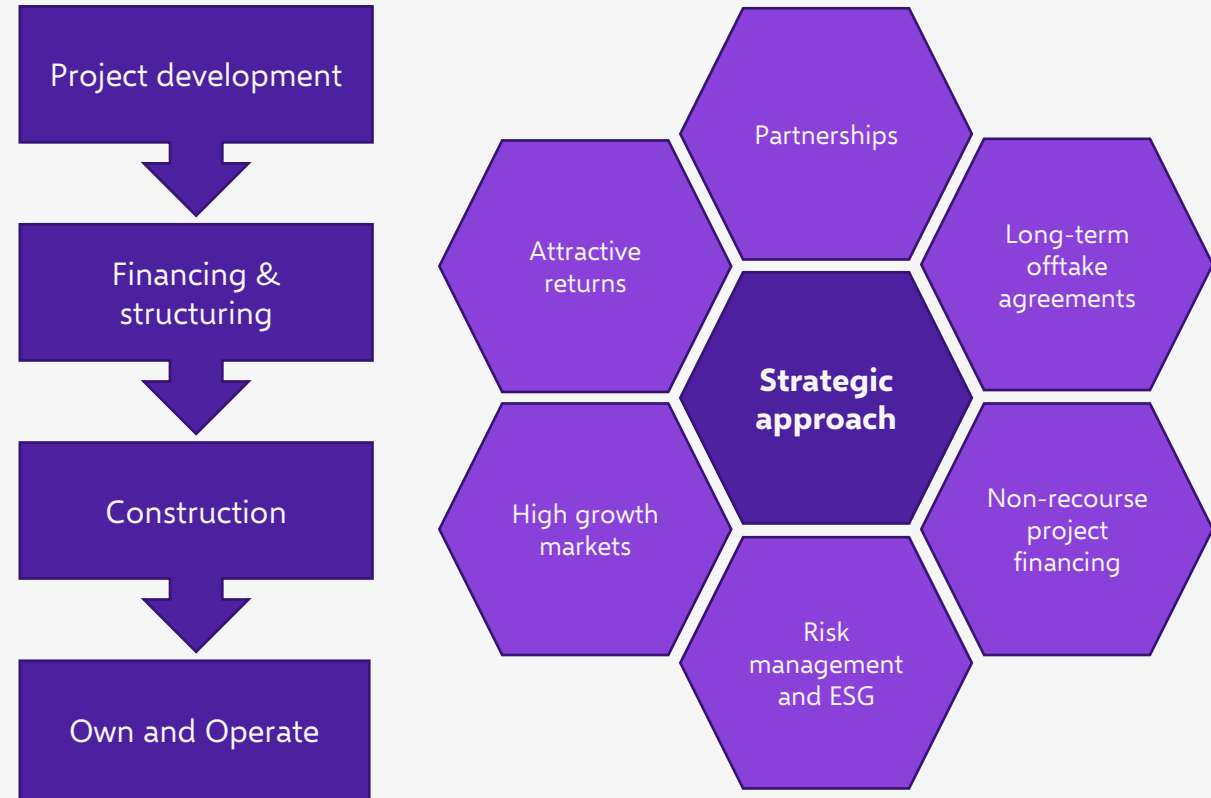 Project development
Financing &
structuring
Construction
Own and Operate
Partnerships
Attractive
returns
Long-term
offtake
agreements
Strategic
approach
High growth
markets
Non-recourse
project
financing
Risk
management
and ESG